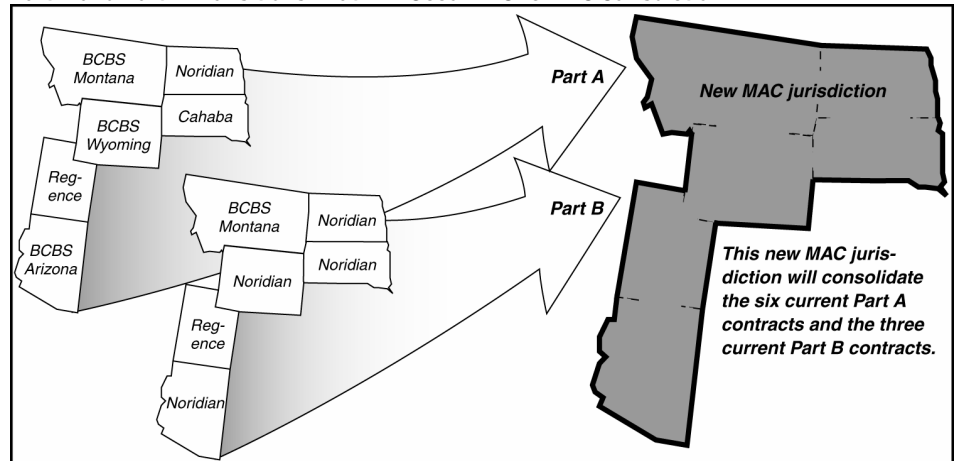 BCBS
Montana
Noridian
Cahaba
BCBS
Wyoming
Reg-
ence
BCBS
Arizona
Part A
BCBS
Montana
Noridian
Noridian
Noridian
Reg-
ence
Noridian
Part B
New MAC jurisdiction
This new MAC juris-
diction will consolidate
the six current Part A
contracts and the three
current Part B contracts.